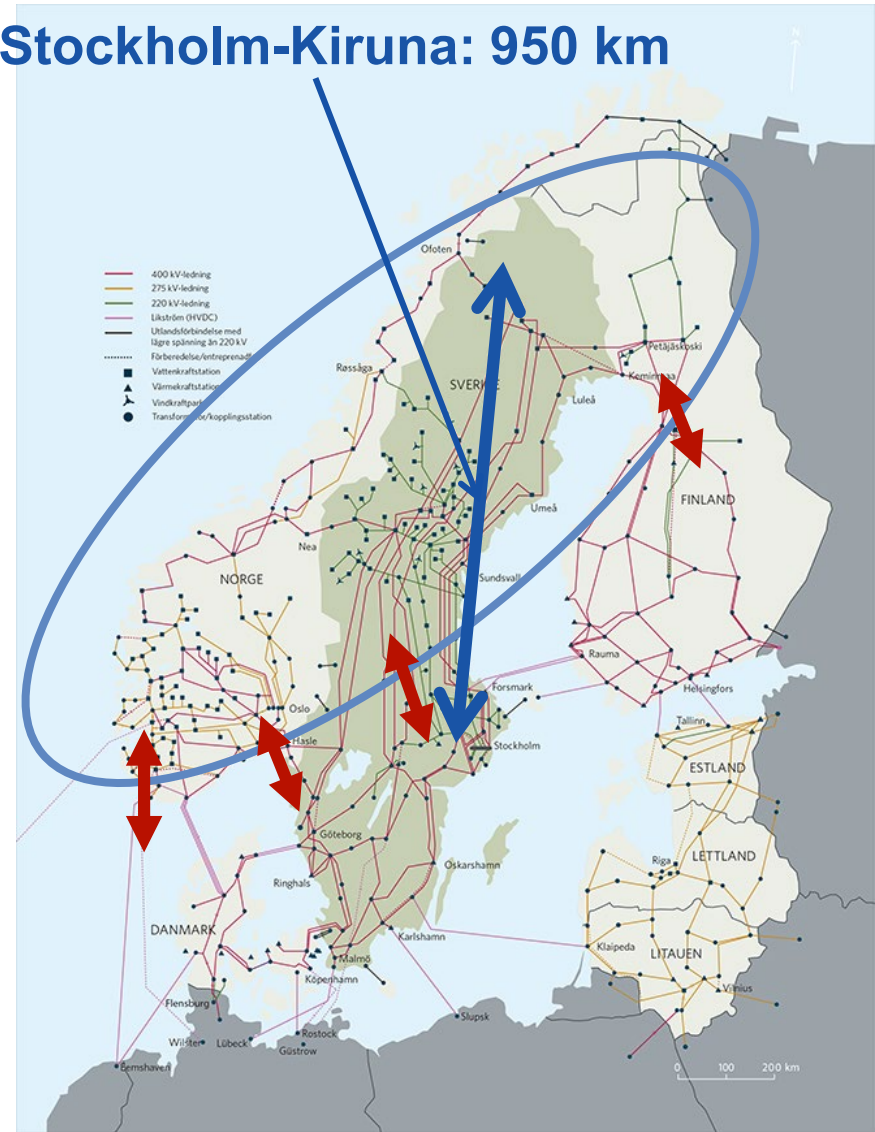 Stockholm-Kiruna: 950 km
N
Ofoten
400 kV-ledning
275 kV-ledning
220 kV-ledning
Likström (HVDC)
Utlandsförbindelse med
lägre spänning än 220 kV
Vattenkraftstation
Värmekraftstation
Transformator/kopplingsstation
Røssåga
SVERIGE
Petäjäskoski
Luleå
FINLAND
Umeå
Nea
NORGE
Sundsvall
Rauma
Forsmark
Helsingfors
Oslo
Hasle
Tallinn
Stockholm
ESTLAND
Göteborg
Riga
LETTLAND
Oskarshamn
Ringhals
DANMARK
Karlshamn
Klaipeda
LITAUEN
Malmö
Köpenhamn
Vilnius
Flensburg
Slupsk
Rostock
Lübeck
Güstrow
0 100 200 km